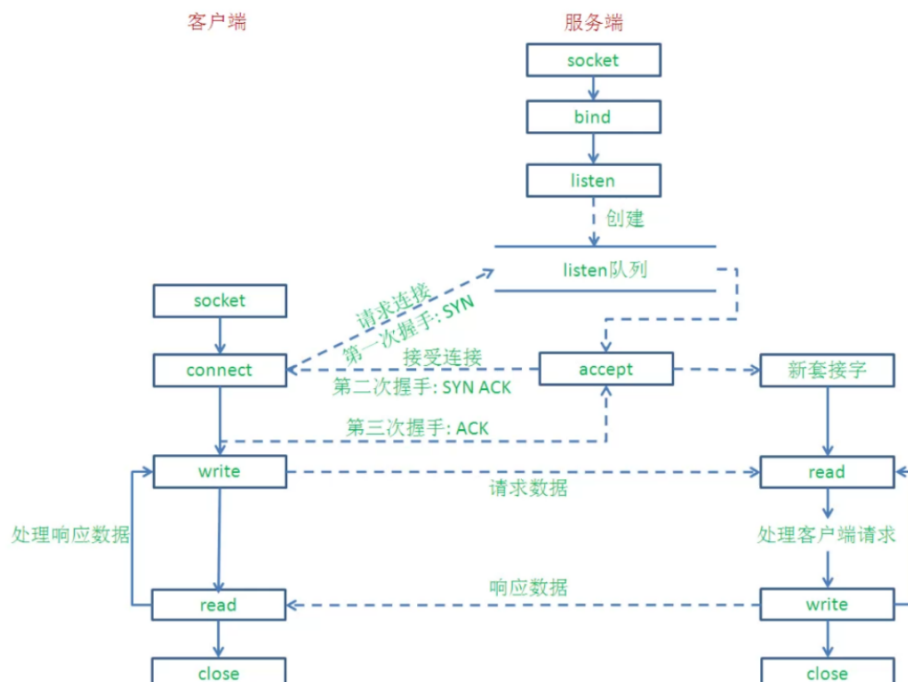 客户端
服务端
socket
bind
listen
创建
listen队列
socket
请求连接
第一次握手: SYN
connect
接受连接
accept
新套接字
第二次握手: SYN ACK
第三次握手: ACK
write
read
请求数据
处理响应数据
处理客户端请求
响应数据
read
write
close
close